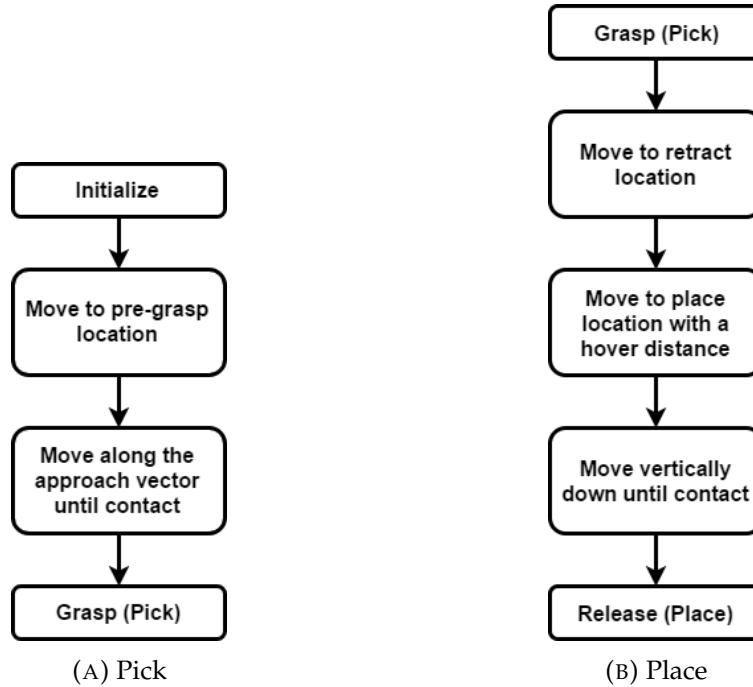 Initialize
Move to pre-grasp
location
Move along the
approach vector
until contact
Grasp (Pick)
(A) Pick
Grasp (Pick)
Move to retract
location
Move to place
location with a
hover distance
Move vertically
down until contact
Release (Place)
(B) Place